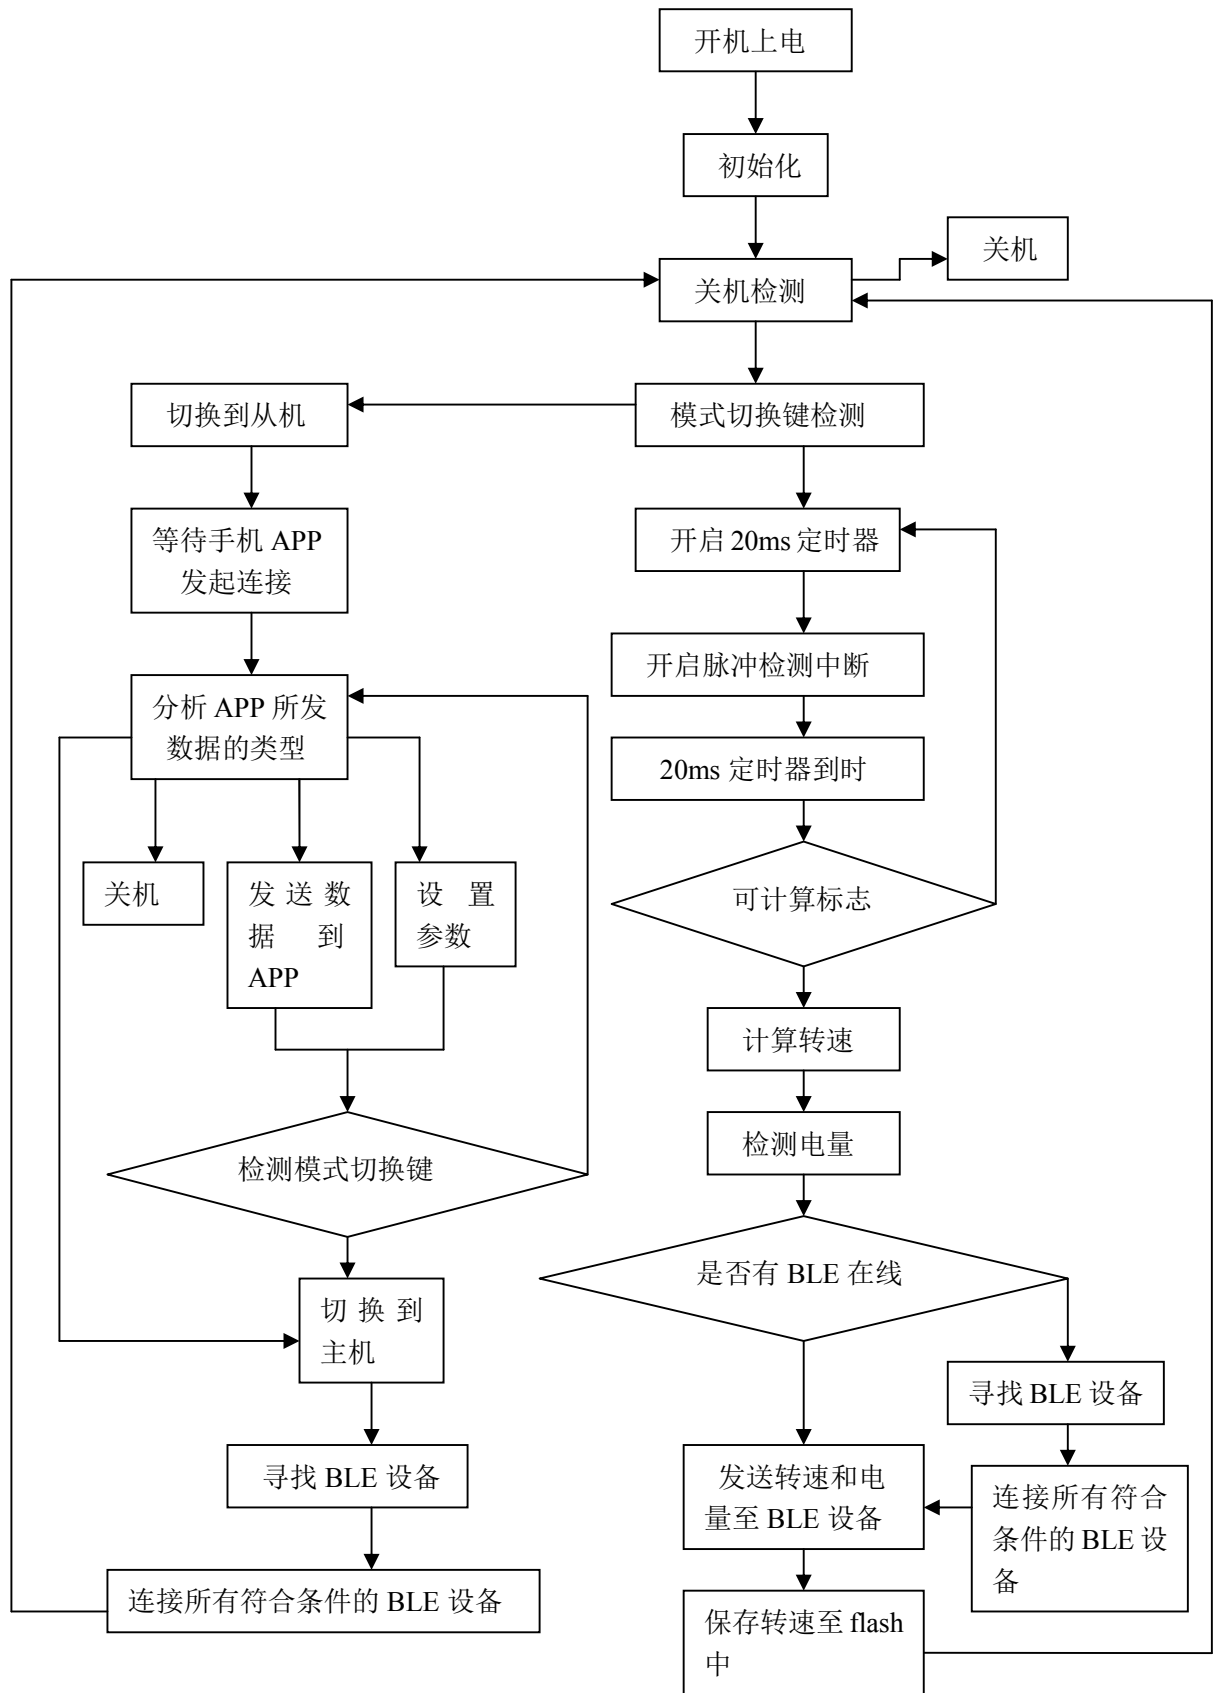 开机上电
初始化
关机
关机检测
切换到从机
模式切换键检测
等待手机 APP
发起连接
开启 20ms 定时器
开启脉冲检测中断
分析 APP 所发
数据的类型
20ms 定时器到时
关机
发 送 数
据 到
APP
设 置
参数
可计算标志
计算转速
检测电量
检测模式切换键
是否有 BLE 在线
切 换 到
主机
寻找 BLE 设备
寻找 BLE 设备
发送转速和电
量至 BLE 设备
连接所有符合
条件的 BLE 设
备
连接所有符合条件的 BLE 设备
保存转速至 flash
中